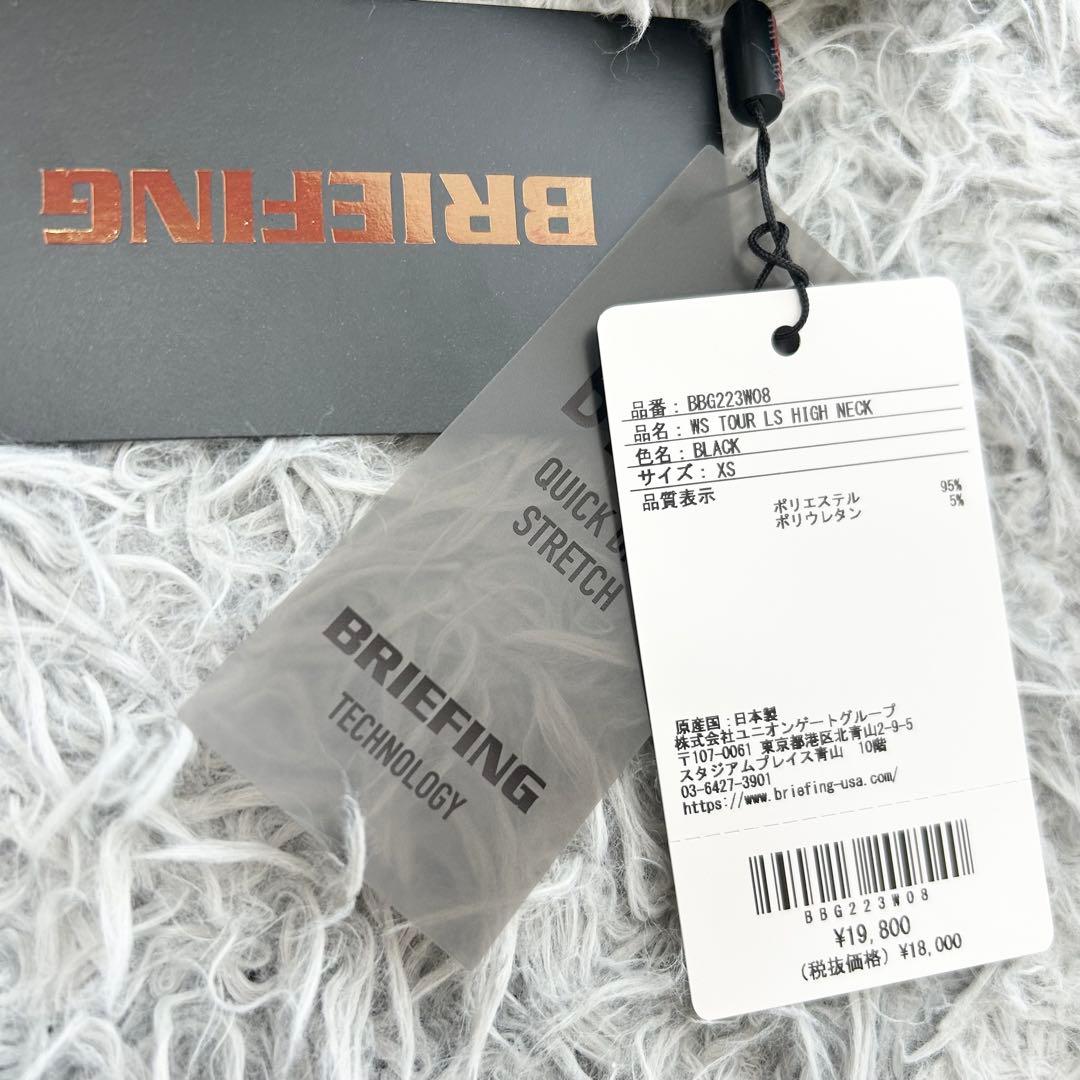 BRIEFING
QUICK
STRETCH
BRIEFING
TECHNOLOGY
品番：BBG223W08
品名：WS TOUR LS HIGH NECK
色名：BLACK
サイズ：XS
品質表示
ポリエステル 95%
ポリウレタン 5%
原産国：日本製
株式会社ユニオンゲートグループ
〒107-0061 東京都港区北青山2-9-5
スタジアムプレイス青山 10階
03-6427-3901
https://www.briefing-usa.com/
BBG223W08
¥19,800
(税抜価格) ¥18,000